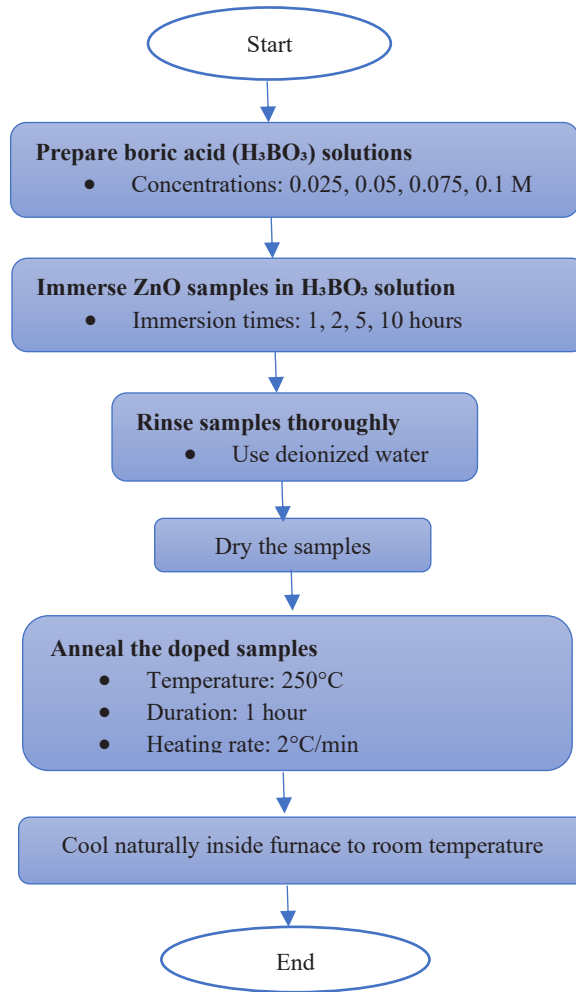 Start
Prepare boric acid (H₃BO₃) solutions
• Concentrations: 0.025, 0.05, 0.075, 0.1 M
Immerse ZnO samples in H₃BO₃ solution
• Immersion times: 1, 2, 5, 10 hours
Rinse samples thoroughly
• Use deionized water
Dry the samples
Anneal the doped samples
• Temperature: 250°C
• Duration: 1 hour
• Heating rate: 2°C/min
Cool naturally inside furnace to room temperature
End